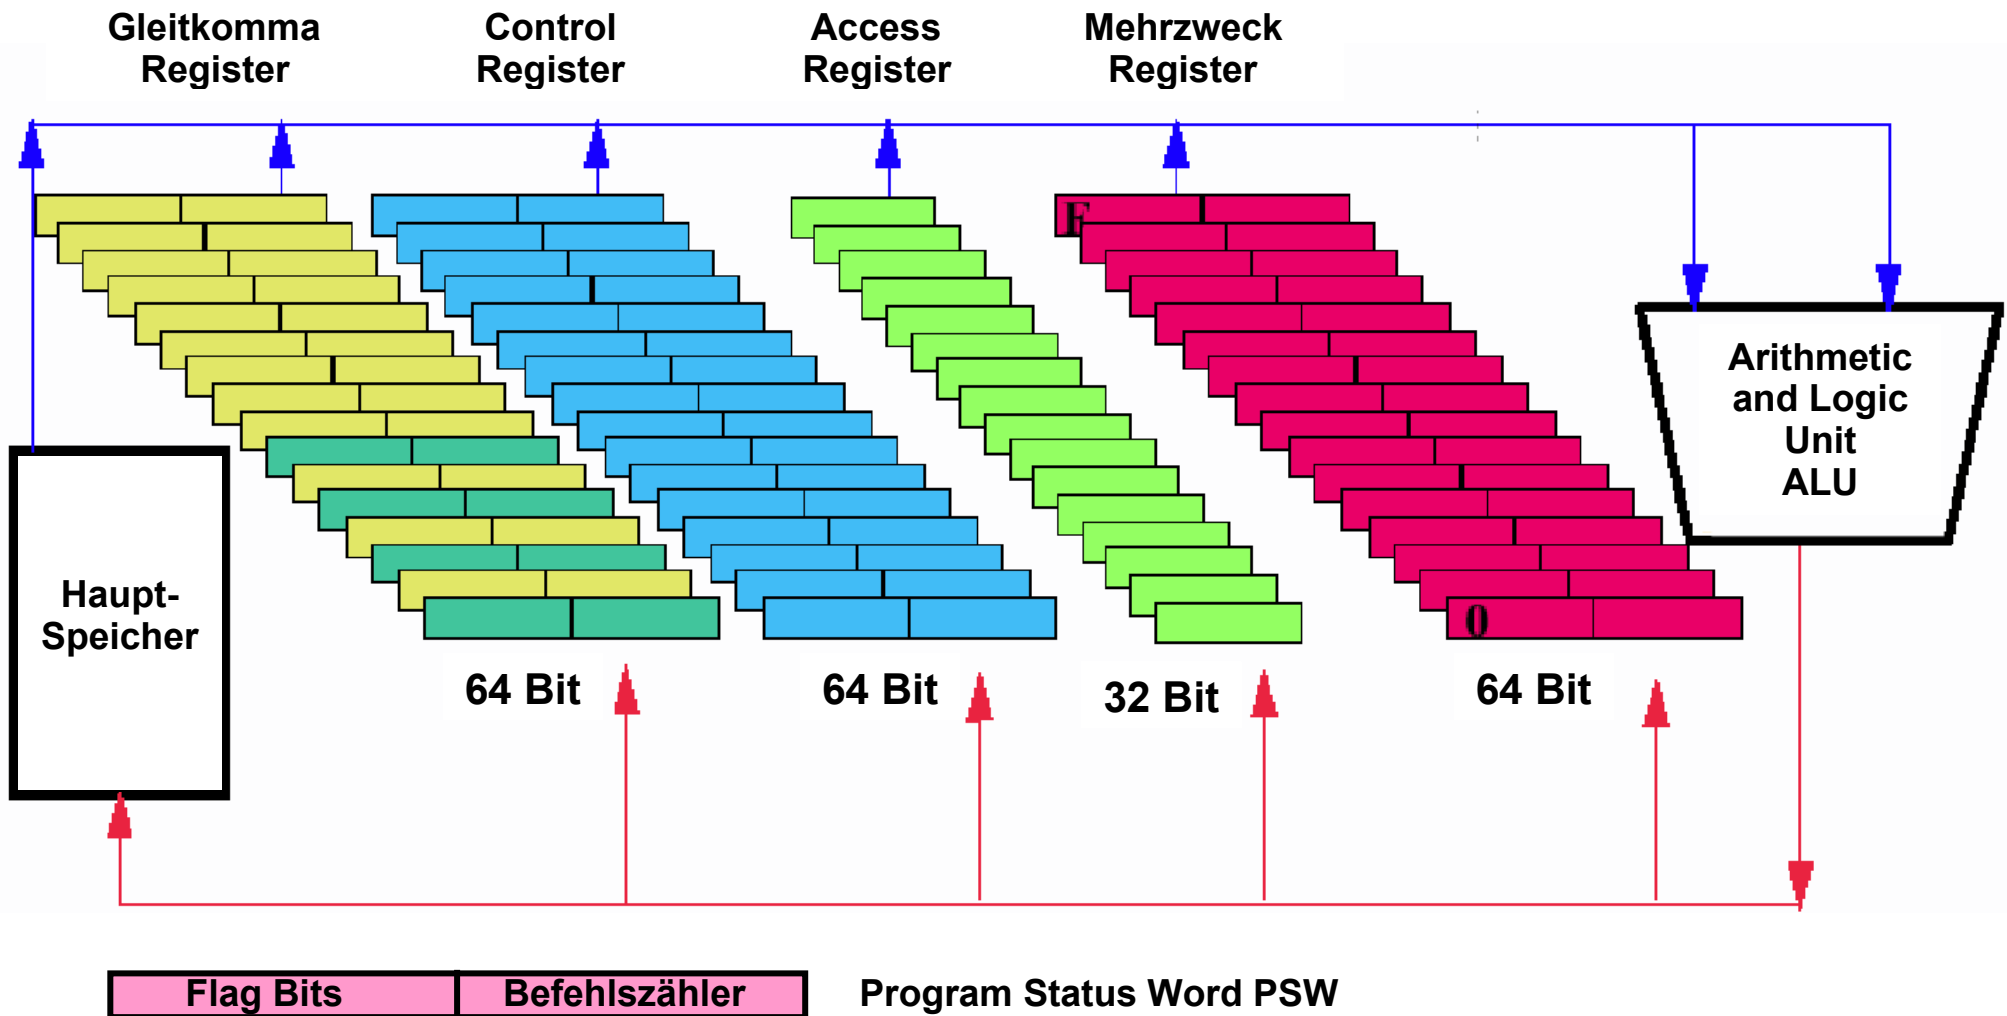 Gleitkomma
Register
Control
Register
Access
Register
Mehrzweck
Register
F
0
Arithmetic
and Logic
Unit
ALU
Haupt-
Speicher
64 Bit
64 Bit
32 Bit
64 Bit
Flag Bits
Befehlszähler
Program Status Word PSW